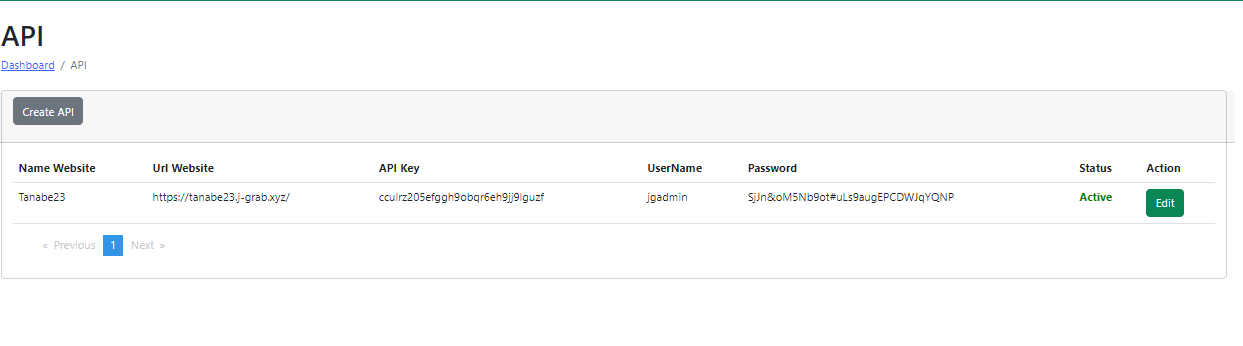 API
Dashboard / API
Create API
Name Website Url Website API Key UserName Password Status Action
Tanabe23 https://tanabe23.j-grab.xyz/ cculrz205efggh9obqr6eh9jj9lguzf jgadmin SjJn&oM5Nb9ot#uLs9augEPCDWJqYQNP Active Edit
« Previous 1 Next »